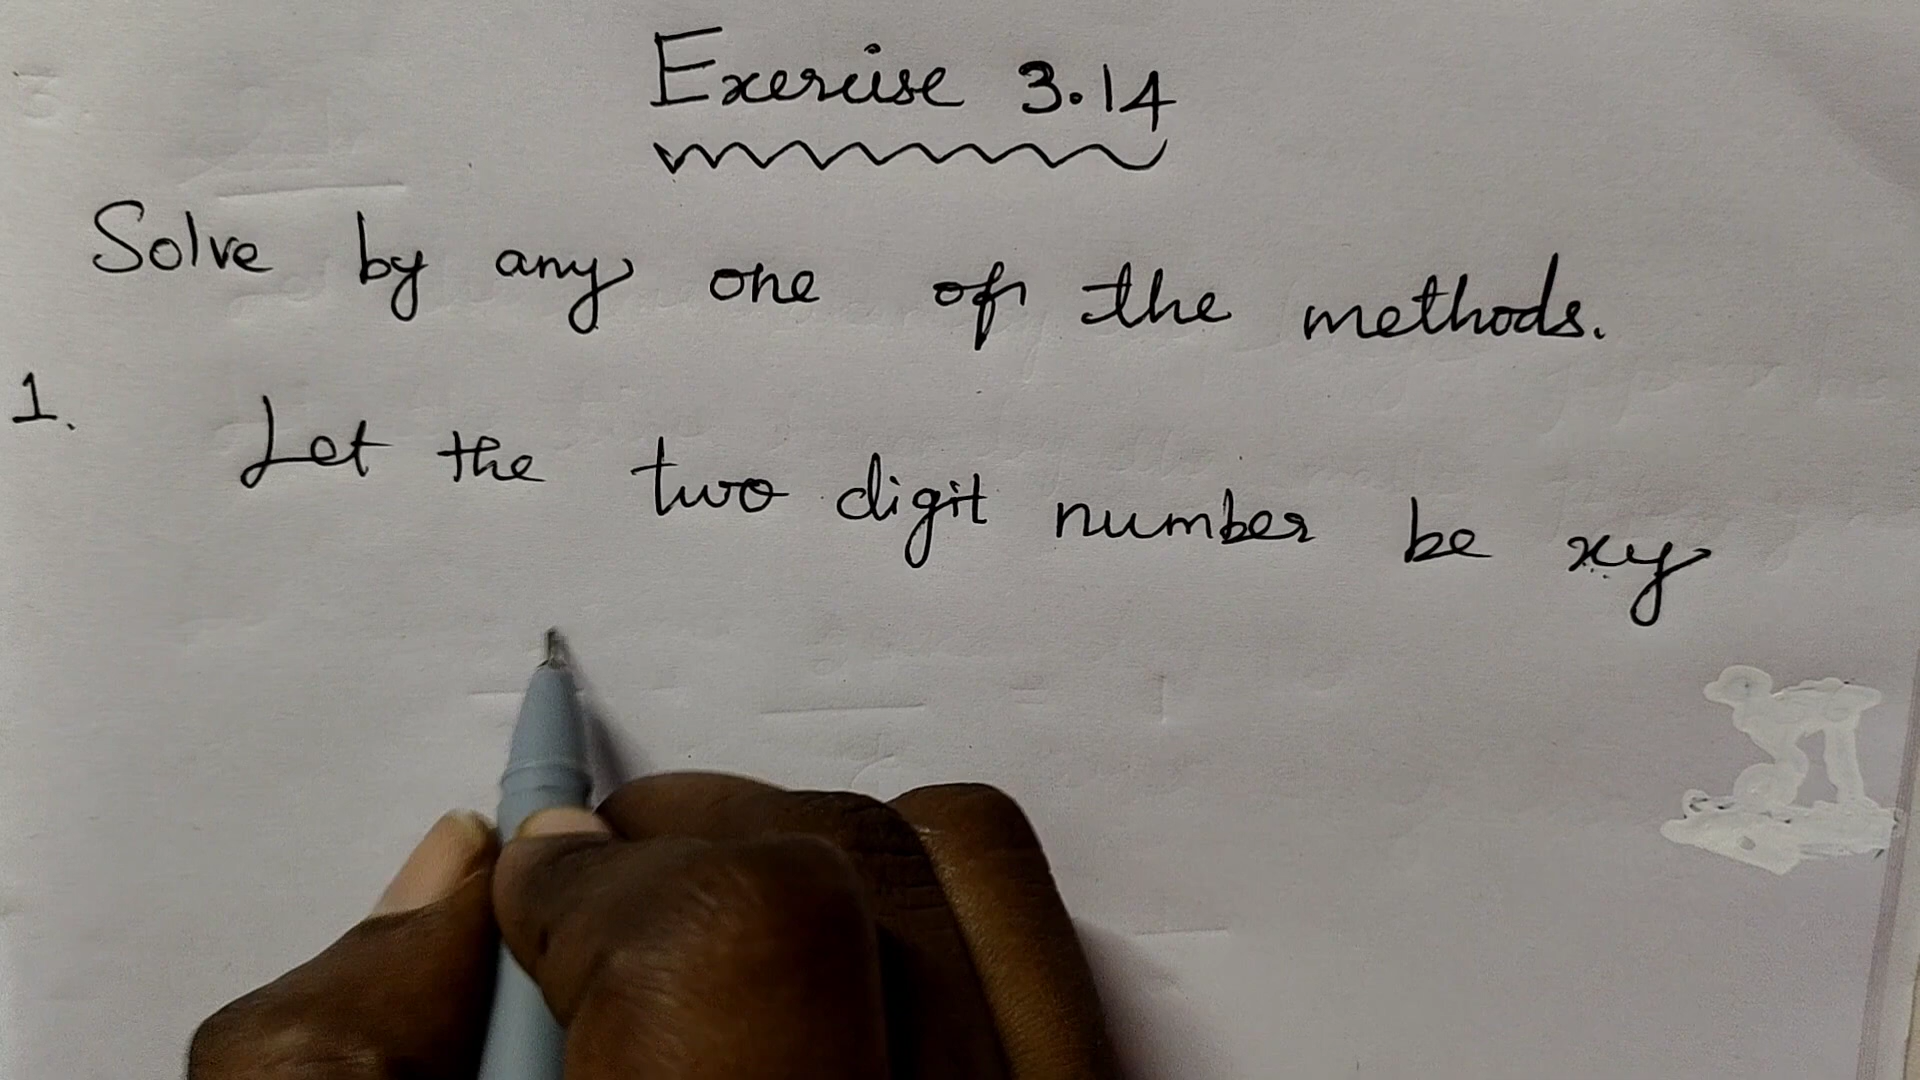 Exercise 3.14
Solve by any one of the methods.
1. Let the two digit number be xy